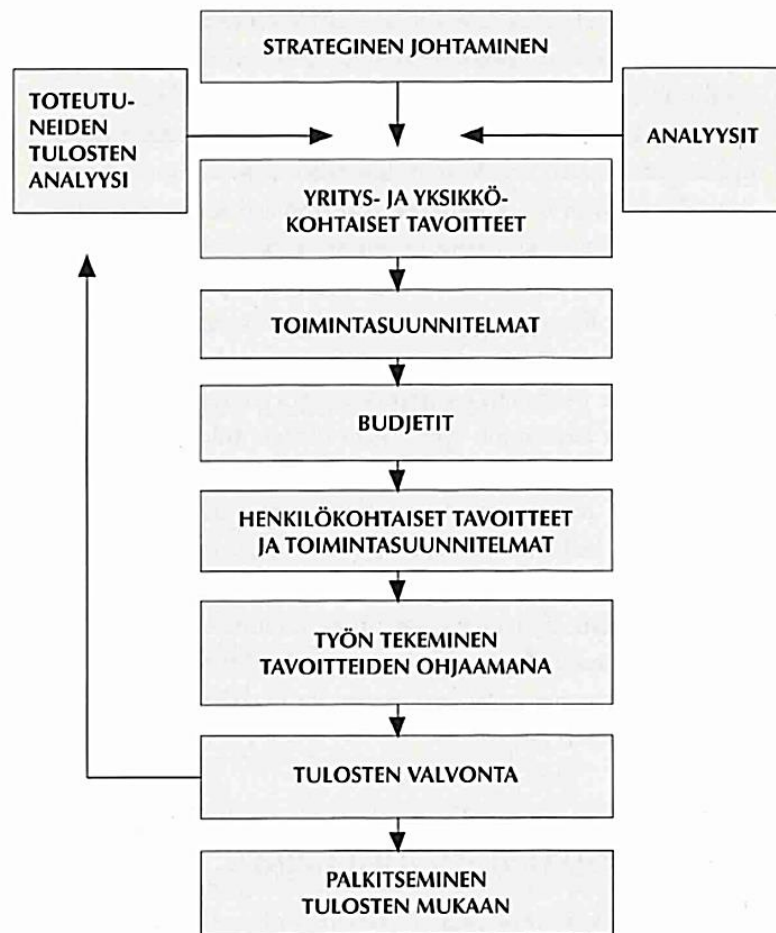 STRATEGINEN JOHTAMINEN
TOTEUTU-
NEIDEN
TULOSTEN
ANALYYSI
ANALYYSIT
YRITYS- JA YKSIKKÖ-
KOHTAISET TAVOITTEET
TOIMINTASUUNNITELMAT
BUDJETIT
HENKILÖKOHTAISET TAVOITTEET
JA TOIMINTASUUNNITELMAT
TYÖN TEKEMINEN
TAVOITTEIDEN OHJAAMANA
TULOSTEN VALVONTA
PALKITSEMINEN
TULOSTEN MUKAAN